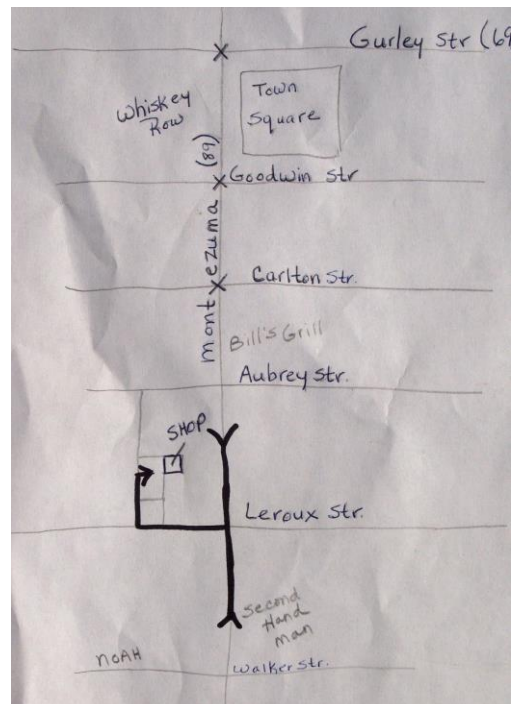 Gurley Str (69
Town
Square
Whiskey
Row
(89)
Goodwin Str
montezuma
Carlton Str.
Bill's Grill
Aubrey Str.
SHOP
Leroux Str.
Second
Hand
man
noAH
Walker Str.